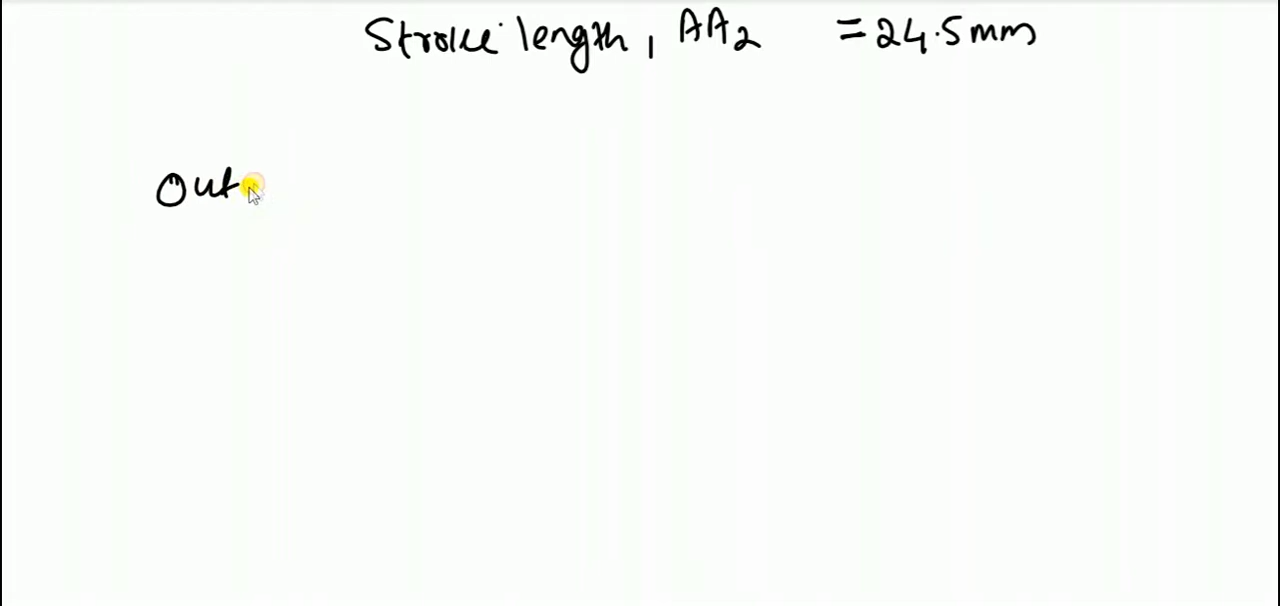 Stroke length, AA2 = 24.5mm
Out